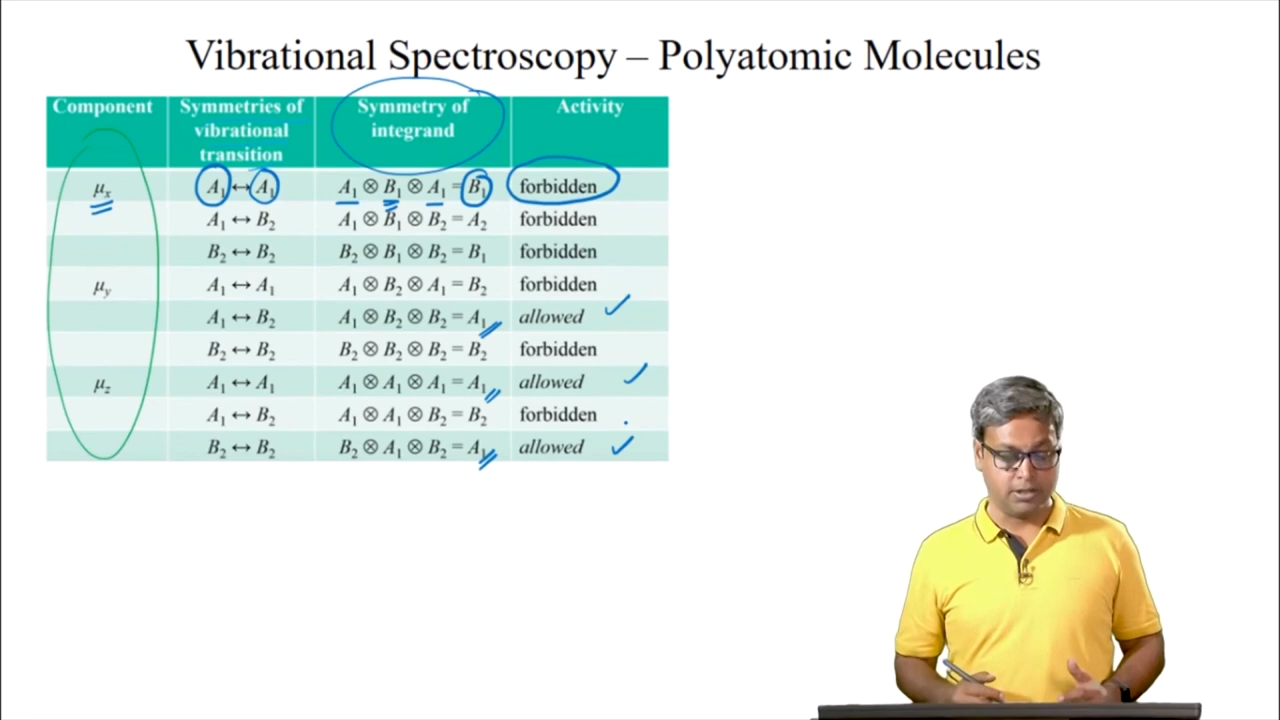 Vibrational Spectroscopy – Polyatomic Molecules
Component Symmetries of vibrational transition Symmetry of integrand Activity
μₓ A₁ ↔ A₁ A₁ ⊗ B₁ ⊗ A₁ = B₁ forbidden
A₁ ↔ B₂ A₁ ⊗ B₁ ⊗ B₂ = A₂ forbidden
B₂ ↔ B₂ B₂ ⊗ B₁ ⊗ B₂ = B₁ forbidden
μ_y A₁ ↔ A₁ A₁ ⊗ B₂ ⊗ A₁ = B₂ forbidden
A₁ ↔ B₂ A₁ ⊗ B₂ ⊗ B₂ = A₁ allowed
B₂ ↔ B₂ B₂ ⊗ B₂ ⊗ B₂ = B₂ forbidden
μ_z A₁ ↔ A₁ A₁ ⊗ A₁ ⊗ A₁ = A₁ allowed
A₁ ↔ B₂ A₁ ⊗ A₁ ⊗ B₂ = B₂ forbidden
B₂ ↔ B₂ B₂ ⊗ A₁ ⊗ B₂ = A₁ allowed